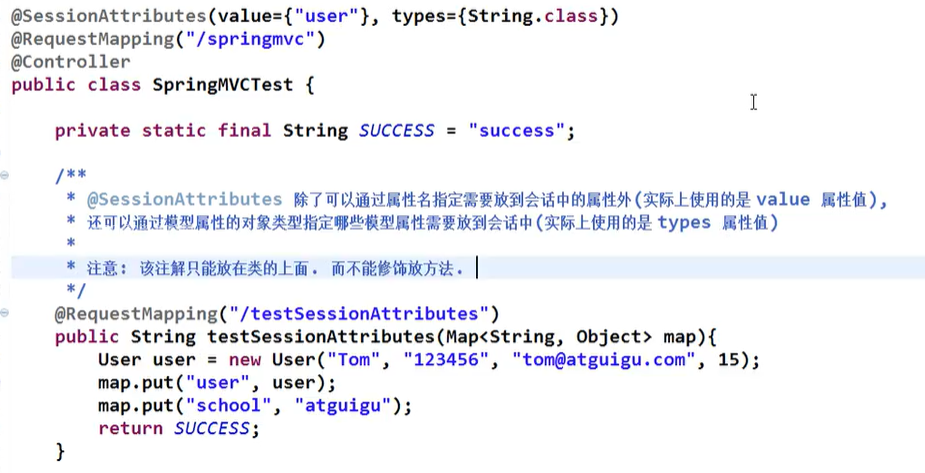 @SessionAttributes(value={"user"}, types={String.class})
@RequestMapping("/springmvc")
@Controller
public class SpringMVCTest {
private static final String SUCCESS = "success";
/**
* @SessionAttributes 除了可以通过属性名指定需要放到会话中的属性外(实际上使用的是 value 属性值),
* 还可以通过模型属性的对象类型指定哪些模型属性需要放到会话中(实际上使用的是 types 属性值)
*
* 注意: 该注解只能放在类的上面. 而不能修饰放方法.
*/
@RequestMapping("/testSessionAttributes")
public String testSessionAttributes(Map<String, Object> map){
User user = new User("Tom", "123456", "tom@atguigu.com", 15);
map.put("user", user);
map.put("school", "atguigu");
return SUCCESS;
}